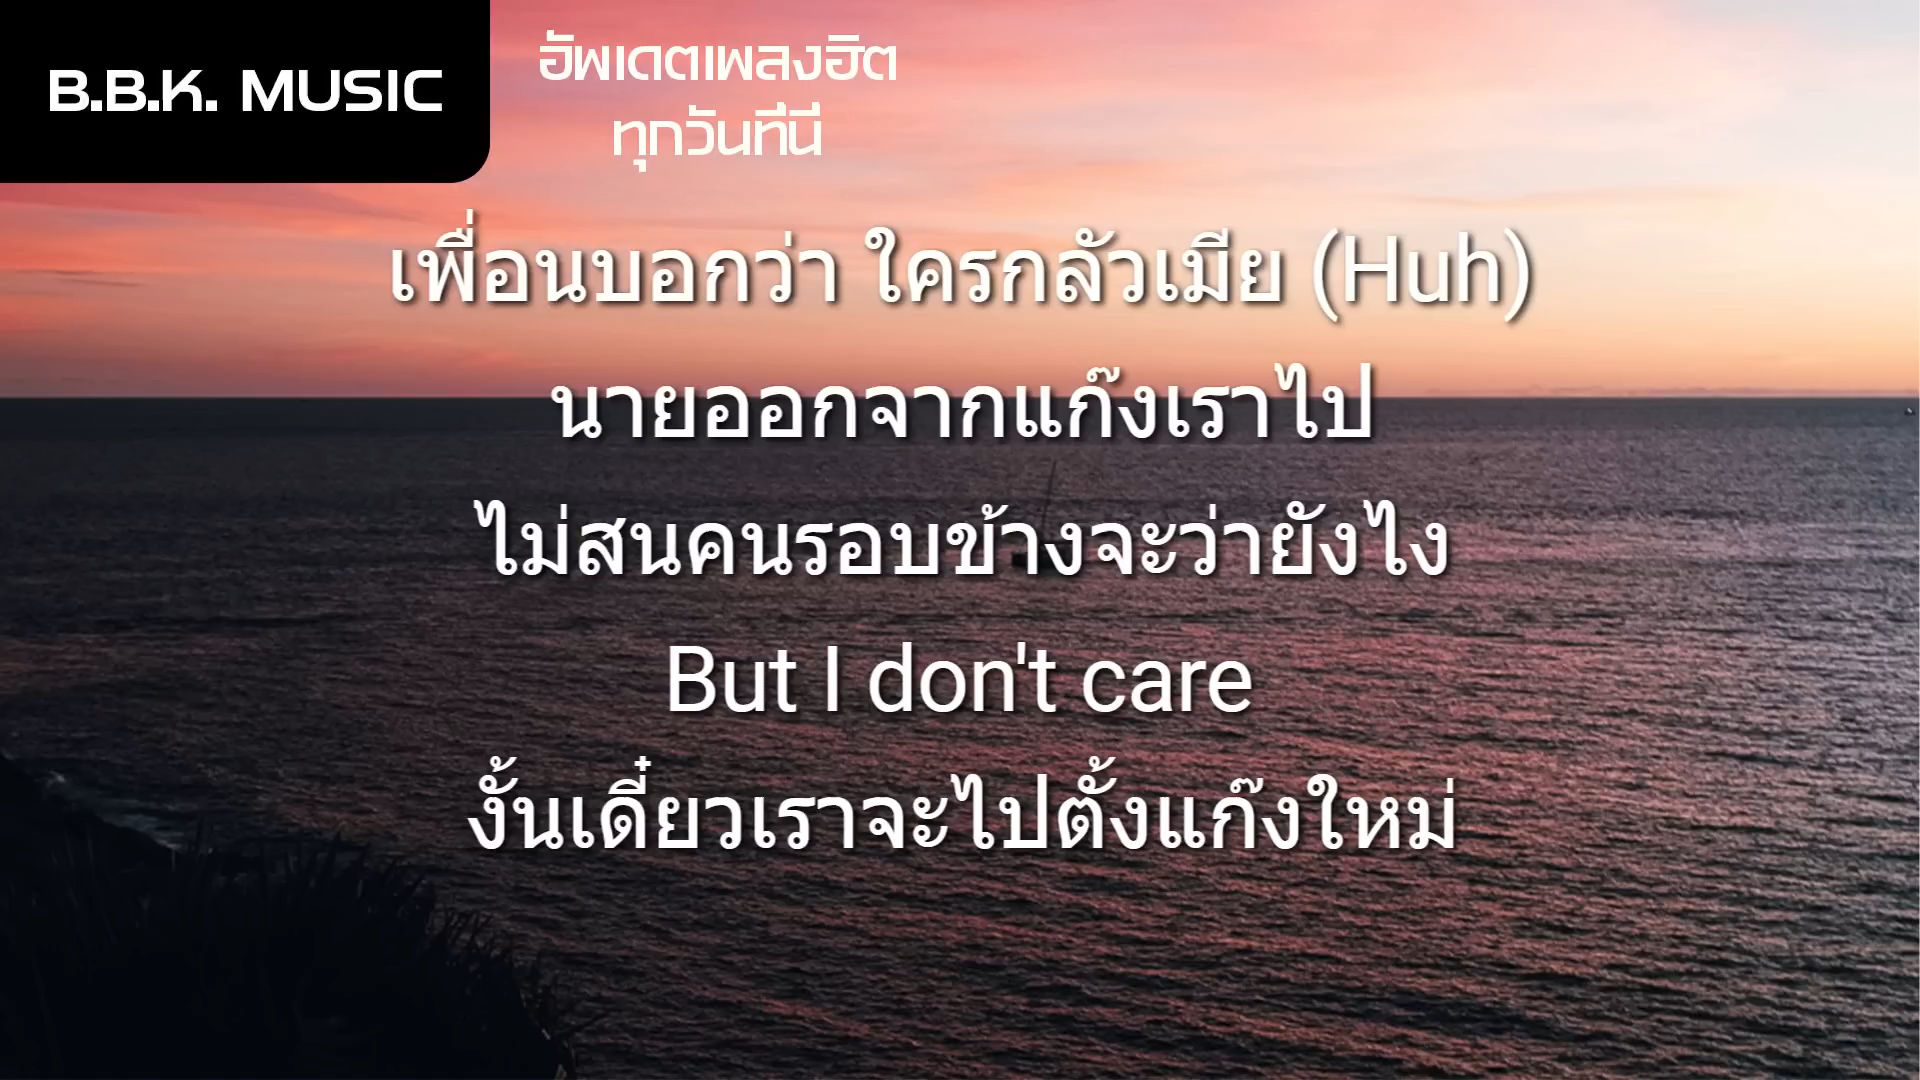 B.B.K. MUSIC
อัพเดตเพลงฮิต
ทุกวันที่นี่
เพื่อนบอกว่า ใครกลัวเมีย (Huh)
นายออกจากแก๊งเราไป
ไม่สนคนรอบข้างจะว่ายังไง
But I don't care
งั้นเดี๋ยวเราจะไปตั้งแก๊งใหม่